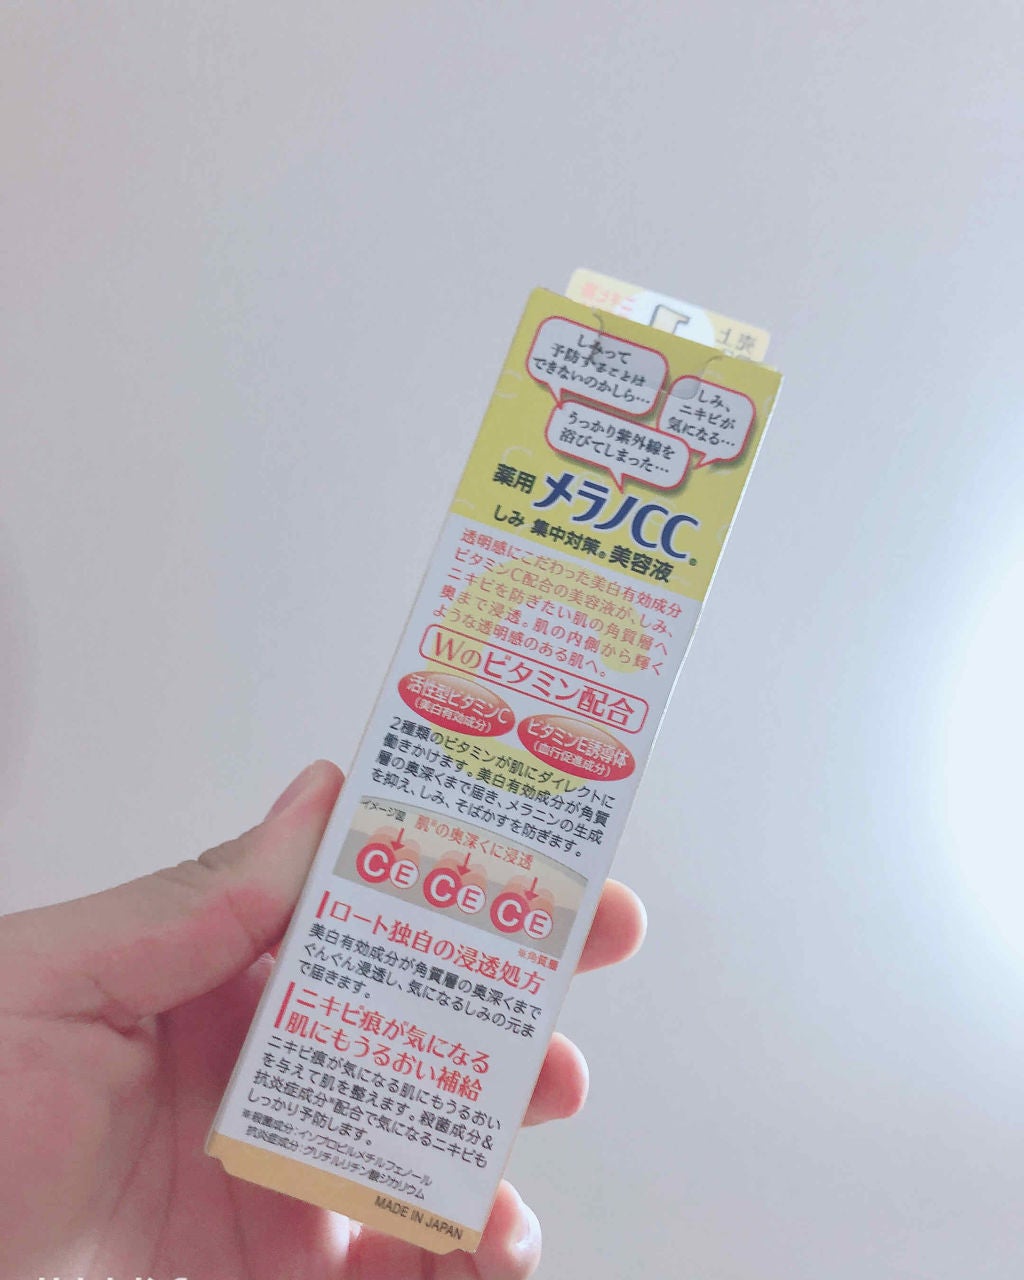 しみって
予防することは
できないのかしら…
しみ、
ニキビが
気になる…
うっかり紫外線を
浴びてしまった…
薬用 メラノCC®
しみ 集中対策®美容液
透明感にこだわった美白有効成分
ビタミンC配合の美容液が、しみ、
ニキビを防ぎたい肌の角質層へ
奥まで浸透。肌の内側から輝く
ような透明感のある肌へ。
Wのビタミン配合
活性型ビタミンC
(美白有効成分)
ビタミンE誘導体
(血行促進成分)
2種類のビタミンが肌にダイレクトに
働きかけます。美白有効成分が角質
層の奥深くまで届き、メラニンの生成
を抑え、しみ、そばかすを防ぎます。
イメージ図
肌※の奥深くに浸透
C E C E C E
※角質層
ロート独自の浸透処方
美白有効成分が角質層の奥深くまで
ぐんぐん浸透し、気になるしみの元ま
で届きます。
ニキビ痕が気になる
肌にもうるおい補給
ニキビ痕が気になる肌にもうるおい
を与えて肌を整えます。殺菌成分&
抗炎症成分※配合で気になるニキビも
しっかり予防します。
※殺菌成分:イソプロピルメチルフェノール
抗炎症成分:グリチルリチン酸ジカリウム
MADE IN JAPAN